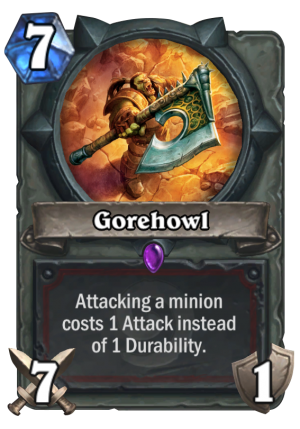 7
Gorehowl
Attacking a minion
costs 1 Attack instead
of 1 Durability.
7
1